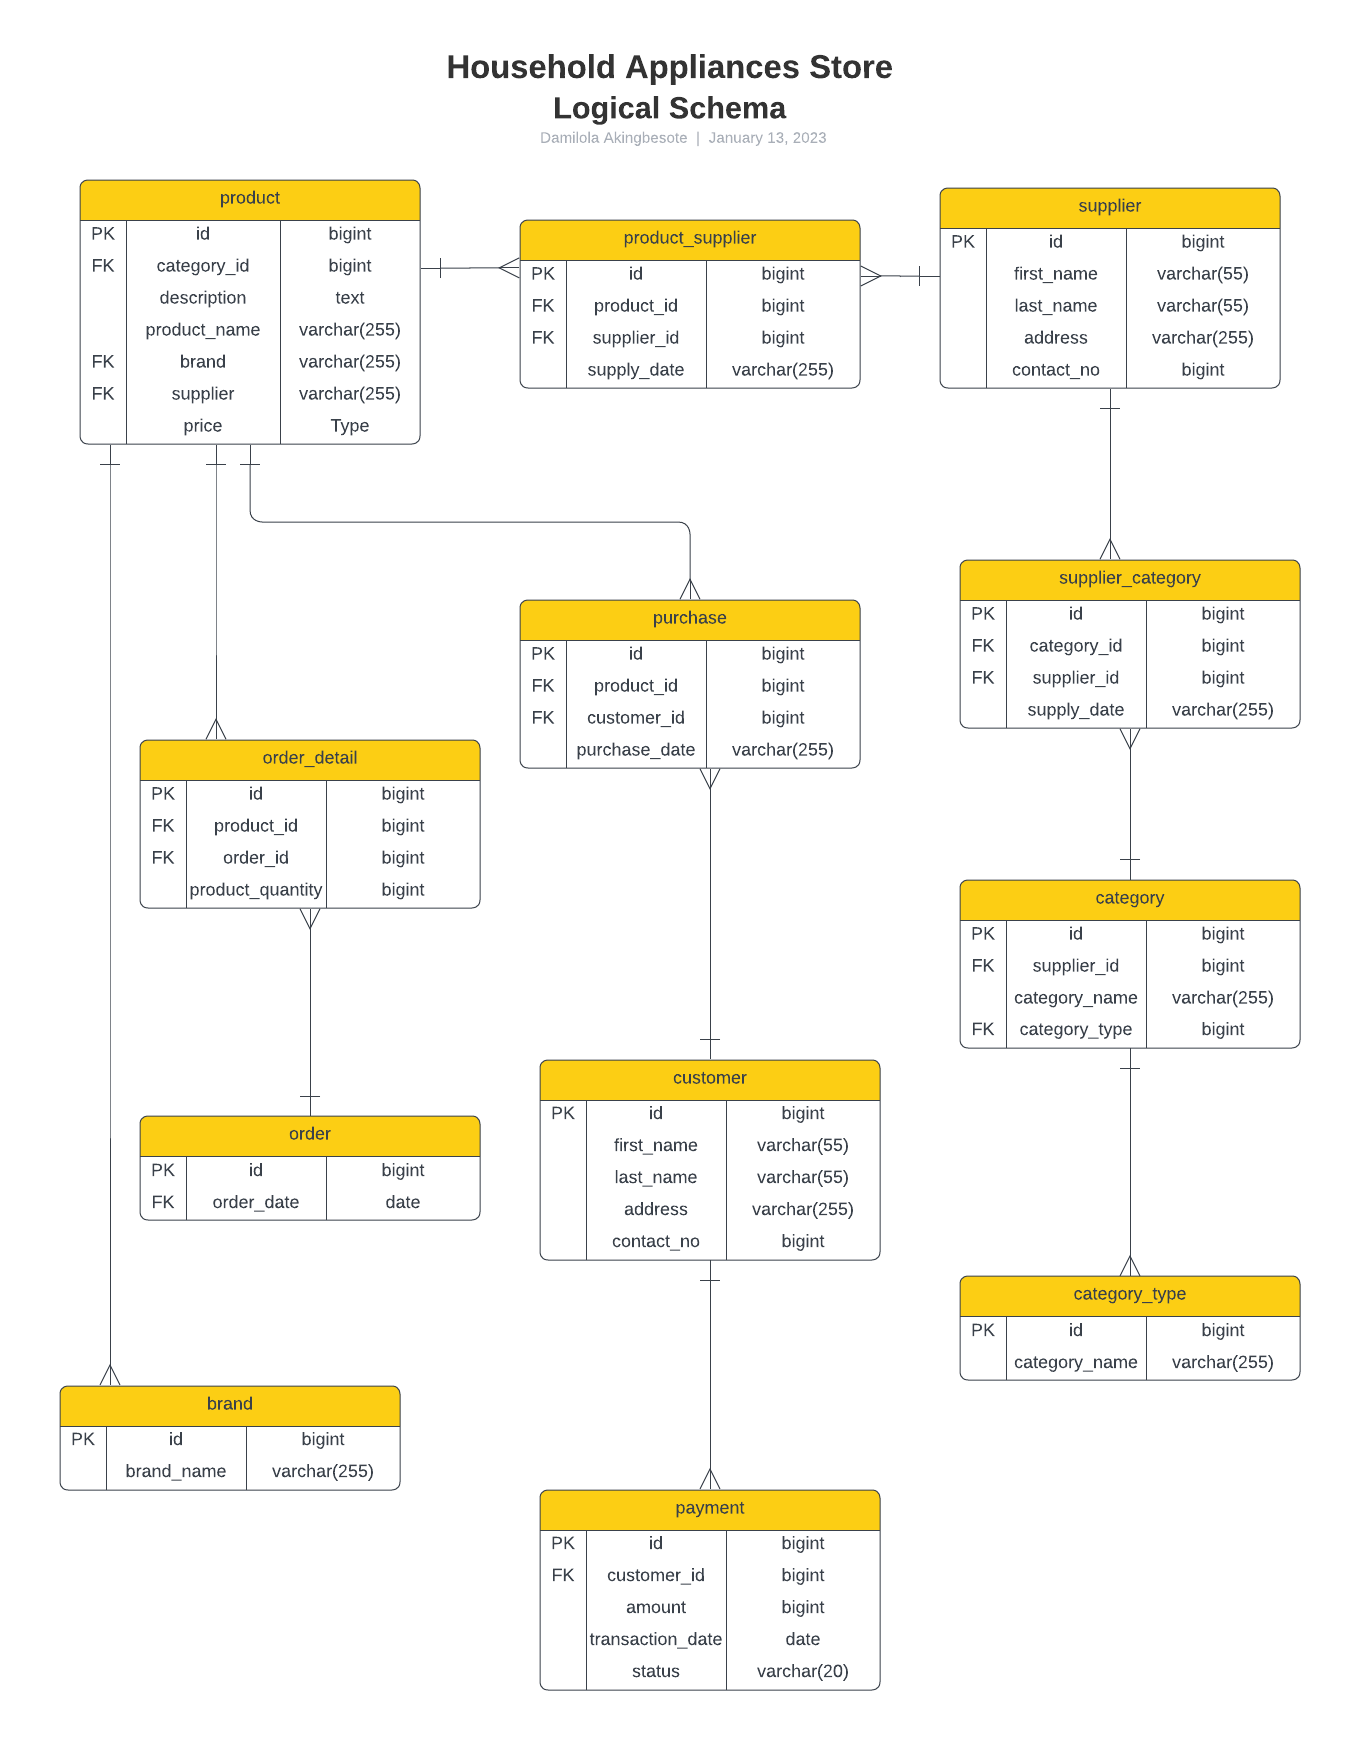 Household Appliances Store
Logical Schema
Damilola Akingbesote | January 13, 2023
product
PK id bigint
FK category_id bigint
description text
product_name varchar(255)
FK brand varchar(255)
FK supplier varchar(255)
price Type
product_supplier
PK id bigint
FK product_id bigint
FK supplier_id bigint
supply_date varchar(255)
supplier
PK id bigint
first_name varchar(55)
last_name varchar(55)
address varchar(255)
contact_no bigint
supplier_category
PK id bigint
FK category_id bigint
FK supplier_id bigint
supply_date varchar(255)
purchase
PK id bigint
FK product_id bigint
FK customer_id bigint
purchase_date varchar(255)
order_detail
PK id bigint
FK product_id bigint
FK order_id bigint
product_quantity bigint
category
PK id bigint
FK supplier_id bigint
category_name varchar(255)
FK category_type bigint
customer
PK id bigint
first_name varchar(55)
last_name varchar(55)
address varchar(255)
contact_no bigint
order
PK id bigint
FK order_date date
category_type
PK id bigint
category_name varchar(255)
brand
PK id bigint
brand_name varchar(255)
payment
PK id bigint
FK customer_id bigint
amount bigint
transaction_date date
status varchar(20)